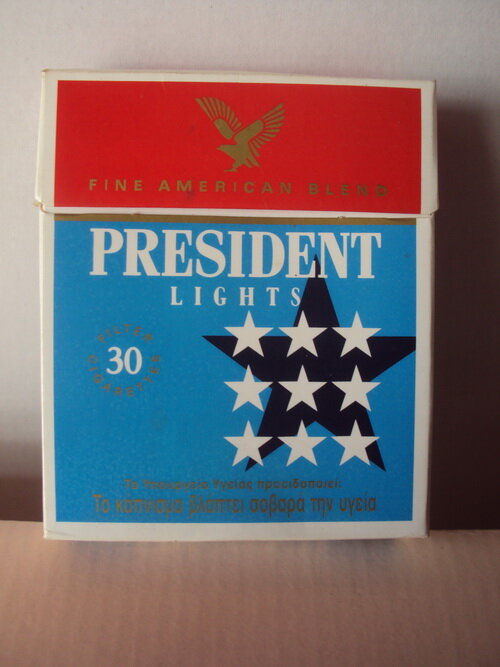 FINE AMERICAN BLEND
PRESIDENT
LIGHTS
FILTER
30
CIGARETTES
Το Υπουργείο Υγείας προειδοποιεί:
Το κάπνισμα βλάπτει σοβαρά την υγεία